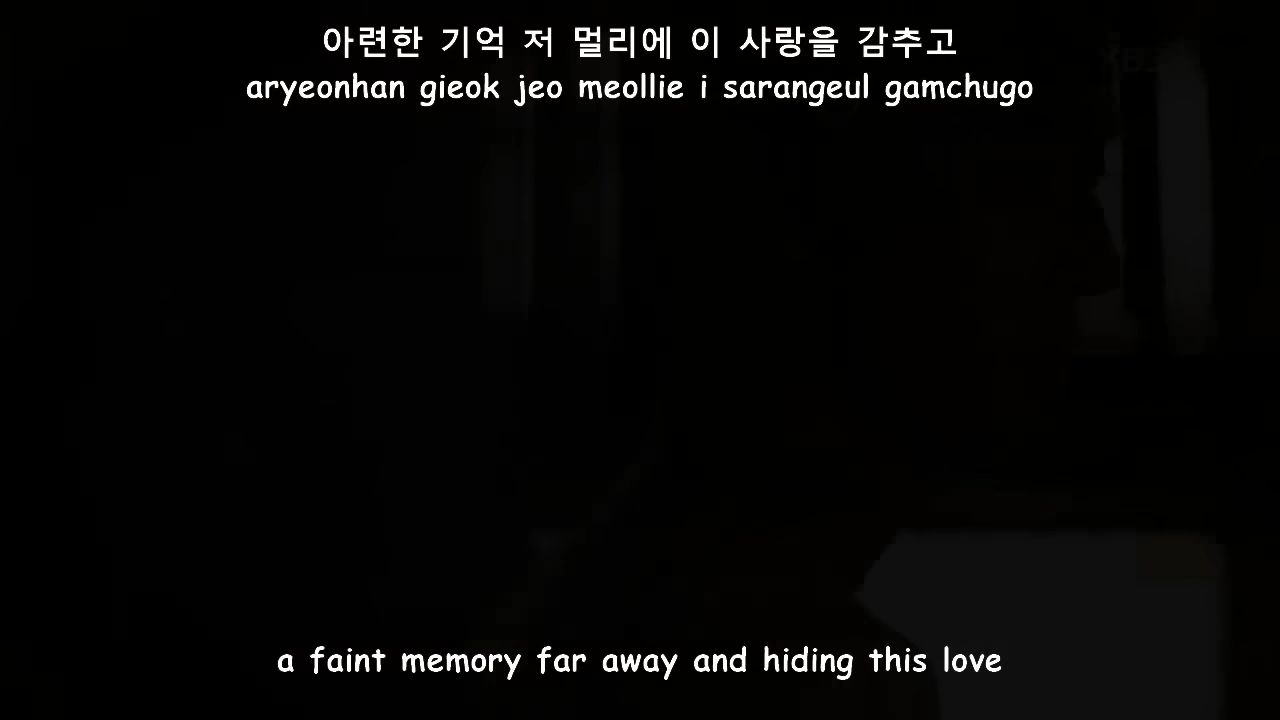 아련한 기억 저 멀리에 이 사랑을 감추고
aryeonhan gieok jeo meollie i sarangeul gamchugo
a faint memory far away and hiding this love